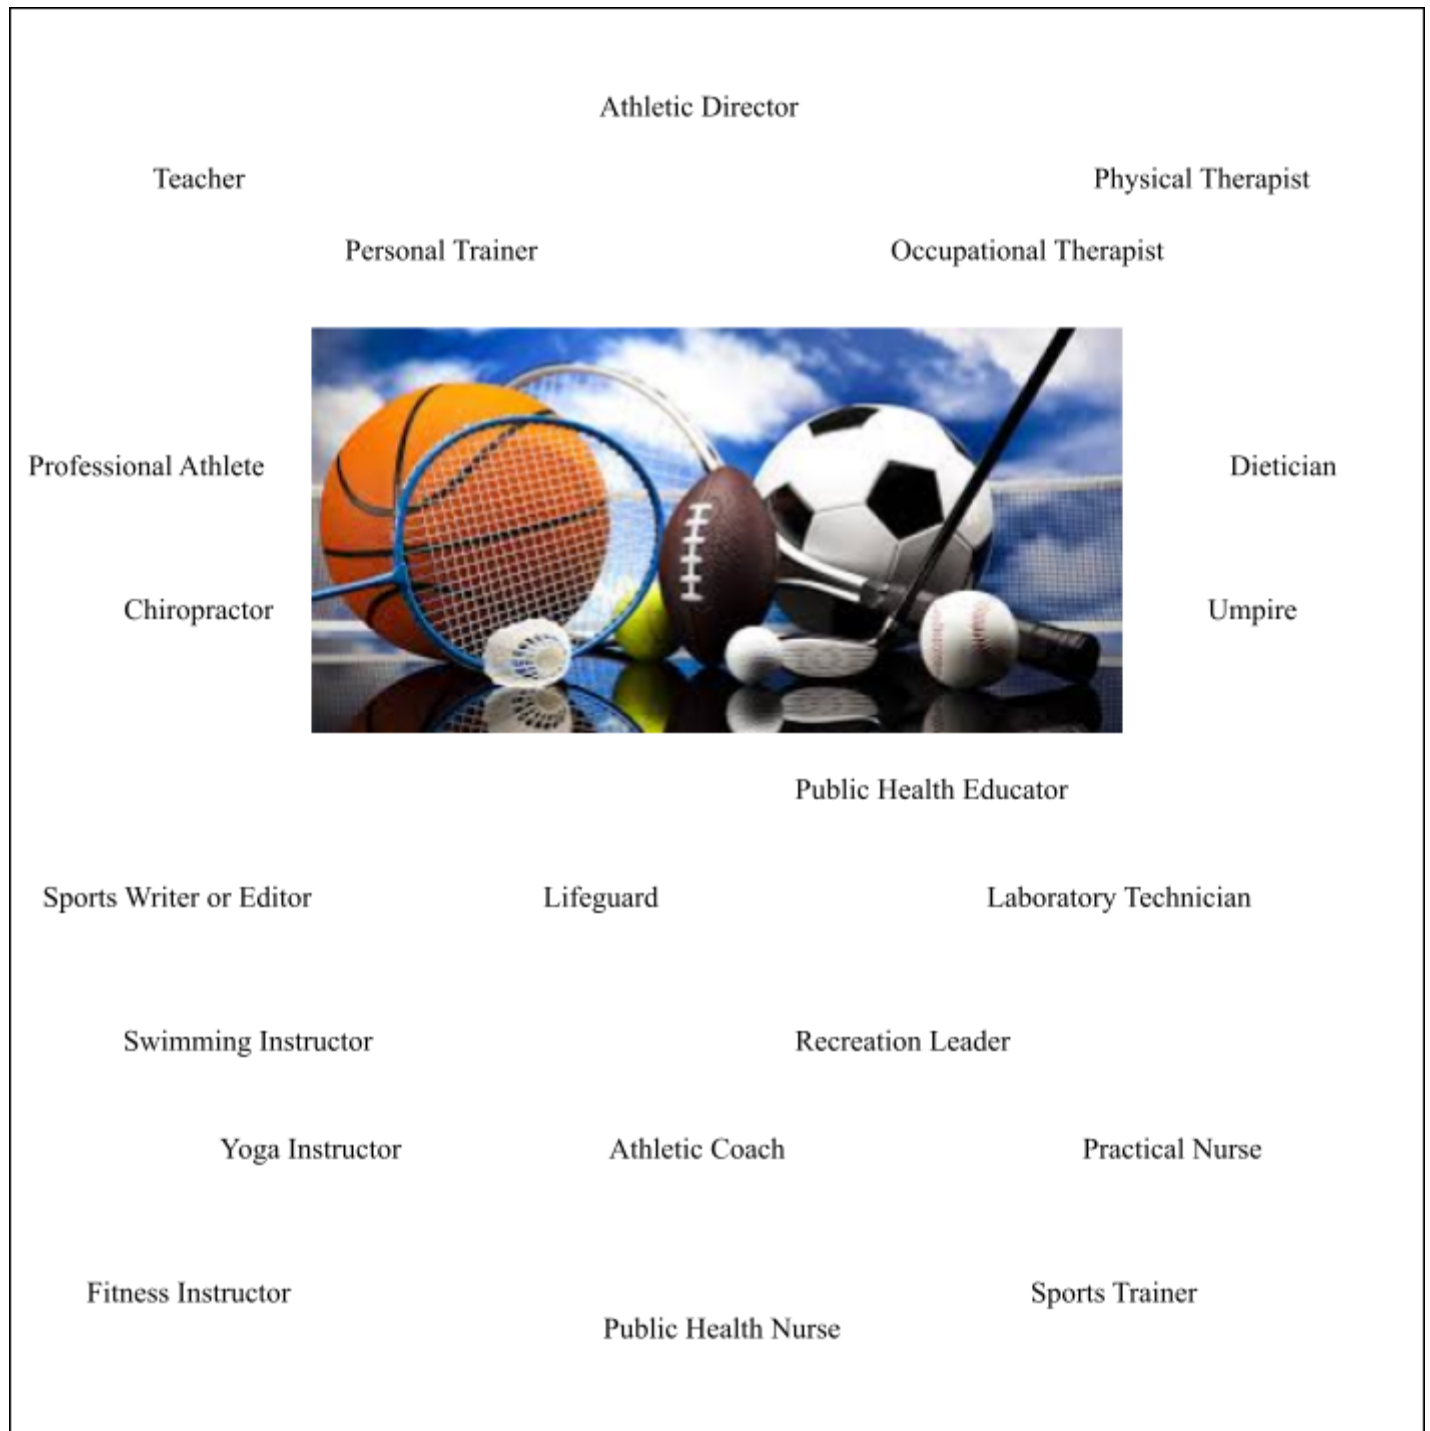 Athletic Director
Teacher
Physical Therapist
Personal Trainer
Occupational Therapist
Professional Athlete
Dietician
Chiropractor
Umpire
Public Health Educator
Sports Writer or Editor
Lifeguard
Laboratory Technician
Swimming Instructor
Recreation Leader
Yoga Instructor
Athletic Coach
Practical Nurse
Fitness Instructor
Sports Trainer
Public Health Nurse